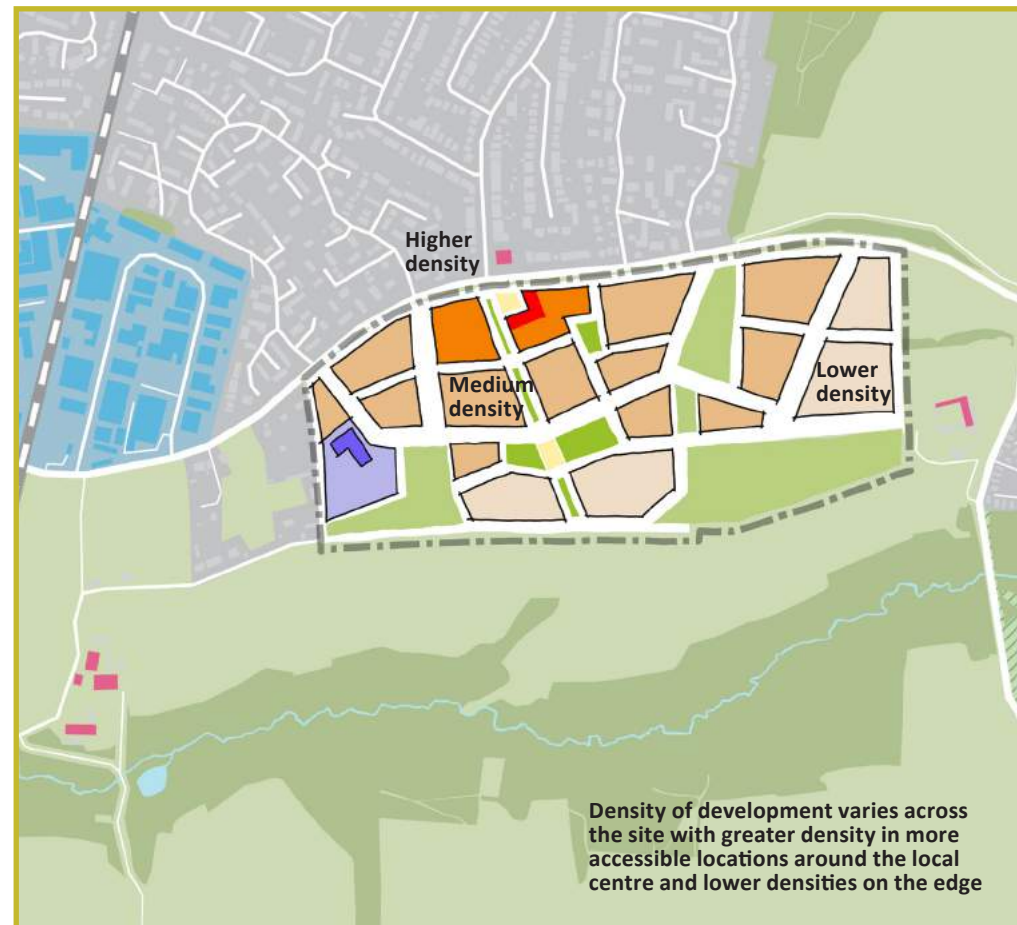 Higher
density
Medium
density
Lower
density
Density of development varies across
the site with greater density in more
accessible locations around the local
centre and lower densities on the edge